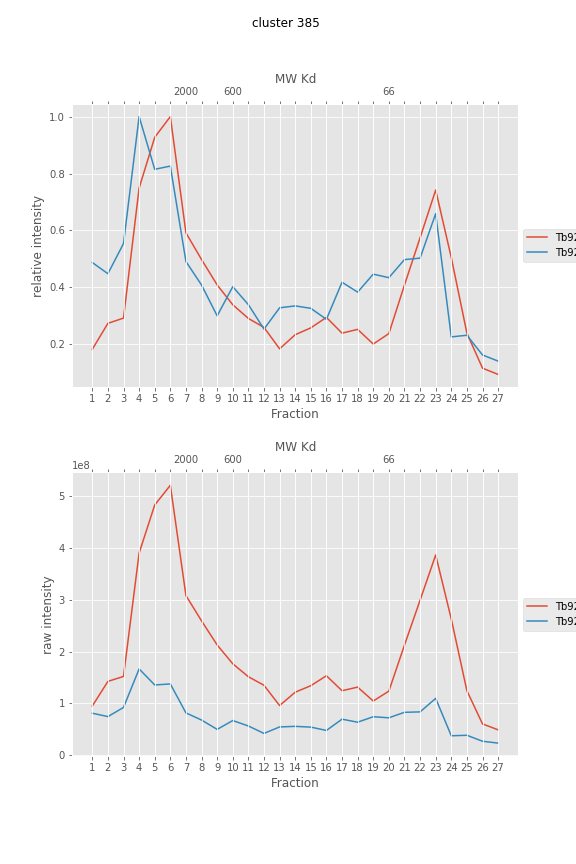 cluster 385
MW Kd
2000 600 66
1.0
0.8
0.6
0.4
0.2
relative intensity
Tb92
Tb92
1 2 3 4 5 6 7 8 9 10 11 12 13 14 15 16 17 18 19 20 21 22 23 24 25 26 27
Fraction
MW Kd
2000 600 66
1e8
5
4
3
2
1
0
raw intensity
Tb92
Tb92
1 2 3 4 5 6 7 8 9 10 11 12 13 14 15 16 17 18 19 20 21 22 23 24 25 26 27
Fraction